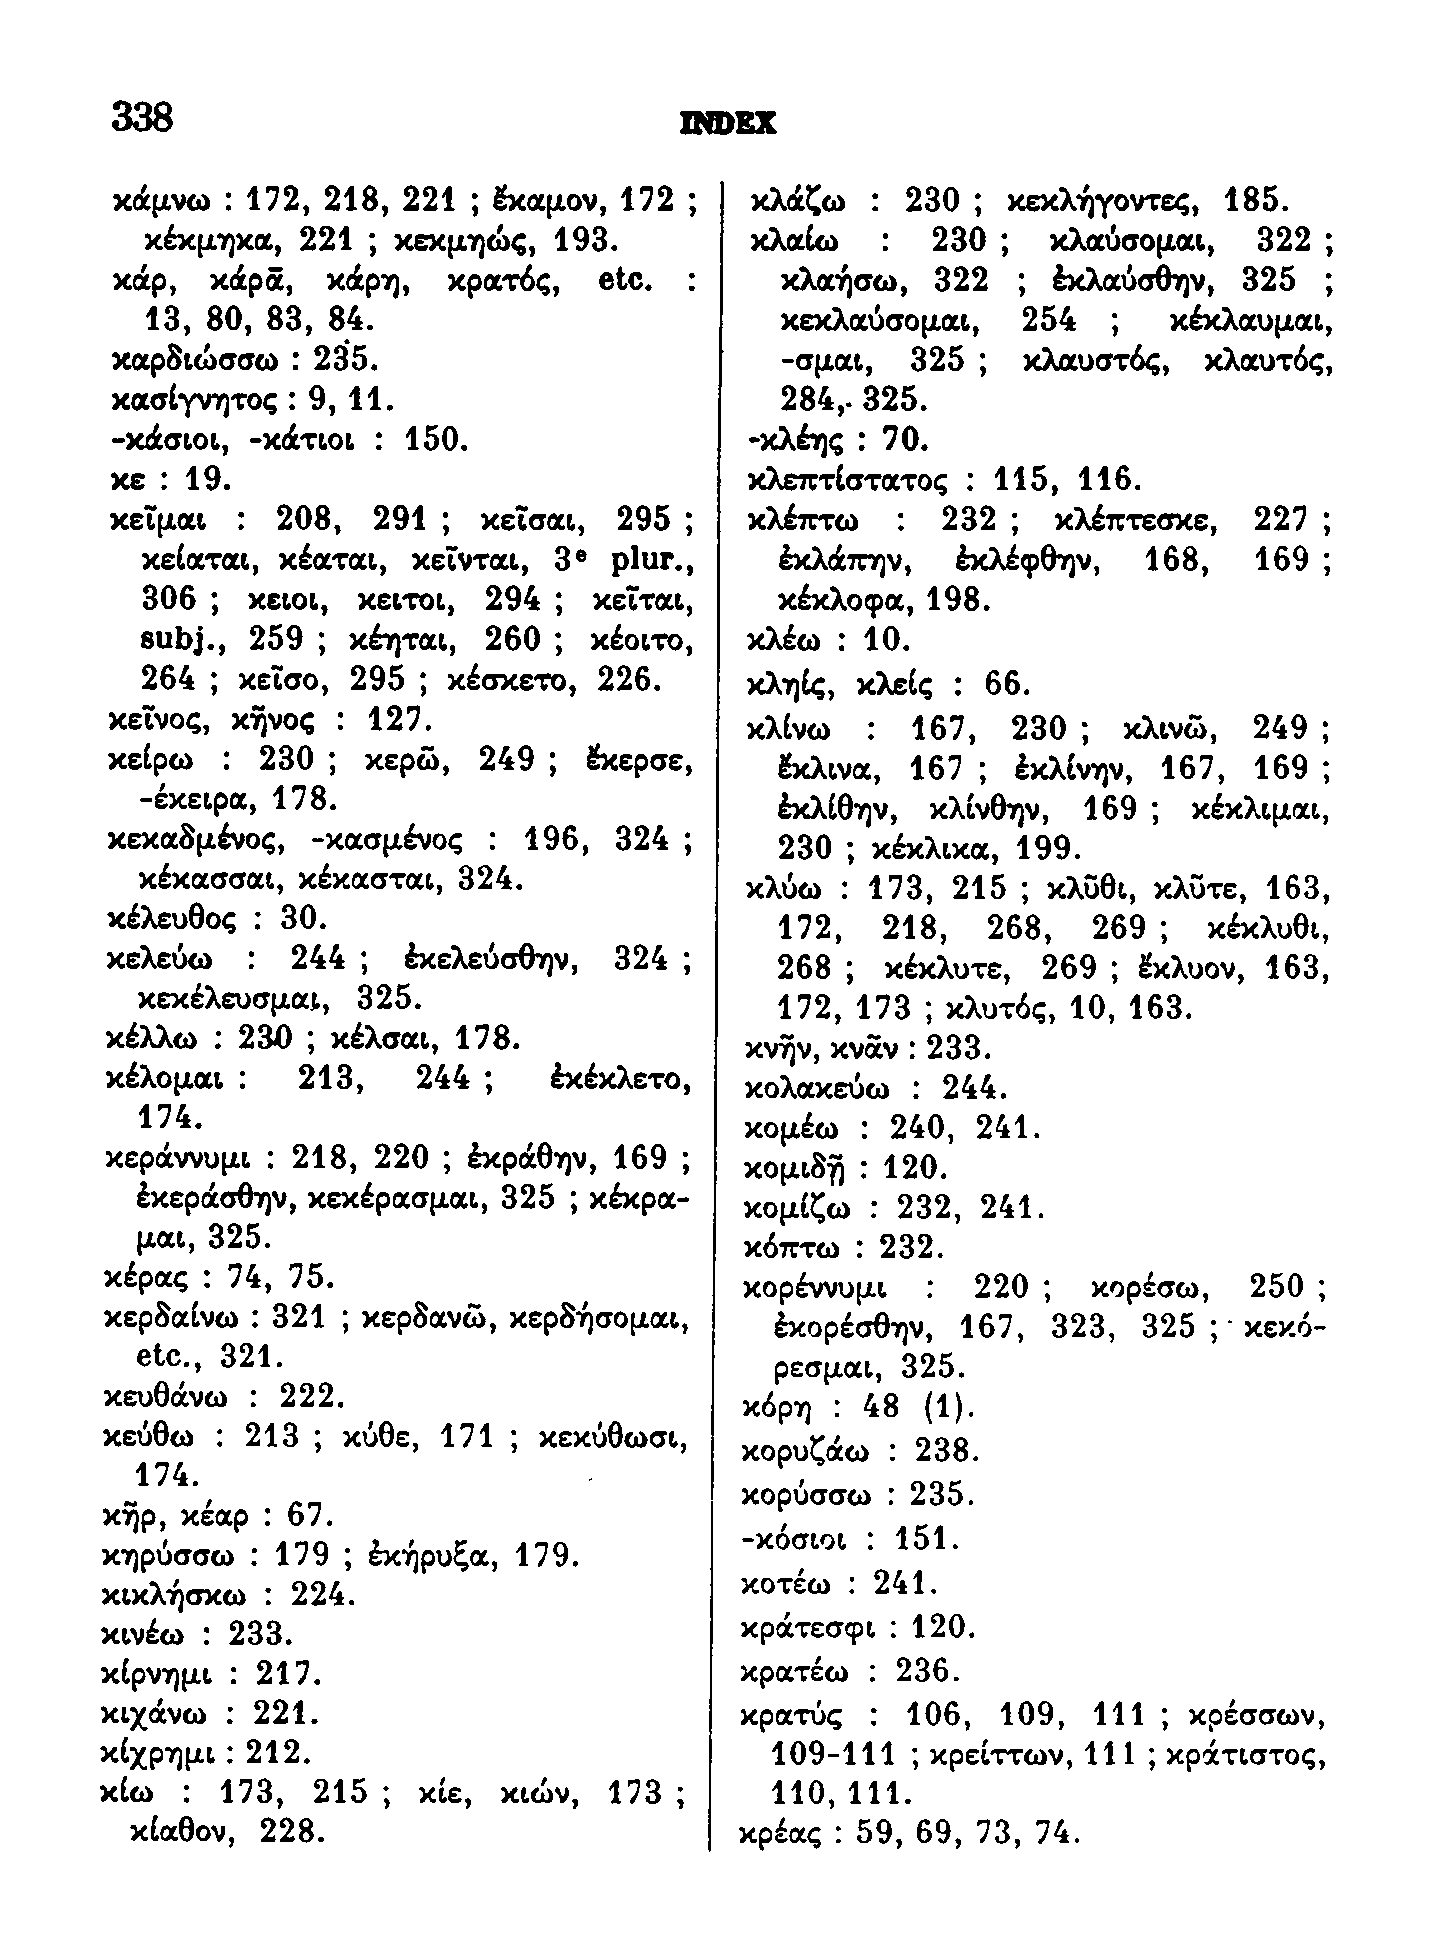 338
INDEX
κάμνω : 172, 218, 221 ; ἔκαμον, 172 ;
κέκμηκα, 221 ; κεκμηώς, 193.
κάρ, κάρᾱ, κάρη, κρατός, etc. :
13, 80, 83, 84.
καρδιώσσω : 235.
κασίγνητος : 9, 11.
-κάσιοι, -κάτιοι : 150.
κε : 19.
κεῖμαι : 208, 291 ; κεῖσαι, 295 ;
κείαται, κέαται, κεῖνται, 3e plur.,
306 ; κειοι, κειτοι, 294 ; κεῖται,
subj., 259 ; κέηται, 260 ; κέοιτο,
264 ; κεῖσο, 295 ; κέσκετο, 226.
κεῖνος, κῆνος : 127.
κείρω : 230 ; κερῶ, 249 ; ἔκερσε,
-έκειρα, 178.
κεκαδμένος, -κασμένος : 196, 324 ;
κέκασσαι, κέκασται, 324.
κέλευθος : 30.
κελεύω : 244 ; ἐκελεύσθην, 324 ;
κεκέλευσμαι, 325.
κέλλω : 230 ; κέλσαι, 178.
κέλομαι : 213, 244 ; ἐκέκλετο,
174.
κεράννυμι : 218, 220 ; ἐκράθην, 169 ;
ἐκεράσθην, κεκέρασμαι, 325 ; κέκρα-
μαι, 325.
κέρας : 74, 75.
κερδαίνω : 321 ; κερδανῶ, κερδήσομαι,
etc., 321.
κευθάνω : 222.
κεύθω : 213 ; κύθε, 171 ; κεκύθωσι,
174.
κῆρ, κέαρ : 67.
κηρύσσω : 179 ; ἐκήρυξα, 179.
κικλήσκω : 224.
κινέω : 233.
κίρνημι : 217.
κιχάνω : 221.
κίχρημι : 212.
κίω : 173, 215 ; κίε, κιών, 173 ;
κίαθον, 228.
κλάζω : 230 ; κεκλήγοντες, 185.
κλαίω : 230 ; κλαύσομαι, 322 ;
κλαήσω, 322 ; ἐκλαύσθην, 325 ;
κεκλαύσομαι, 254 ; κέκλαυμαι,
-σμαι, 325 ; κλαυστός, κλαυτός,
284, 325.
-κλέης : 70.
κλεπτίστατος : 115, 116.
κλέπτω : 232 ; κλέπτεσκε, 227 ;
ἐκλάπην, ἐκλέφθην, 168, 169 ;
κέκλοφα, 198.
κλέω : 10.
κληίς, κλείς : 66.
κλίνω : 167, 230 ; κλινῶ, 249 ;
ἔκλινα, 167 ; ἐκλίνην, 167, 169 ;
ἐκλίθην, κλίνθην, 169 ; κέκλιμαι,
230 ; κέκλικα, 199.
κλύω : 173, 215 ; κλῦθι, κλῦτε, 163,
172, 218, 268, 269 ; κέκλυθι,
268 ; κέκλυτε, 269 ; ἔκλυον, 163,
172, 173 ; κλυτός, 10, 163.
κνῆν, κνᾶν : 233.
κολακεύω : 244.
κομέω : 240, 241.
κομιδῇ : 120.
κομίζω : 232, 241.
κόπτω : 232.
κορέννυμι : 220 ; κορέσω, 250 ;
ἐκορέσθην, 167, 323, 325 ; κεκό-
ρεσμαι, 325.
κόρη : 48 (1).
κορυζάω : 238.
κορύσσω : 235.
-κόσιοι : 151.
κοτέω : 241.
κράτεσφι : 120.
κρατέω : 236.
κρατύς : 106, 109, 111 ; κρέσσων,
109-111 ; κρείττων, 111 ; κράτιστος,
110, 111.
κρέας : 59, 69, 73, 74.